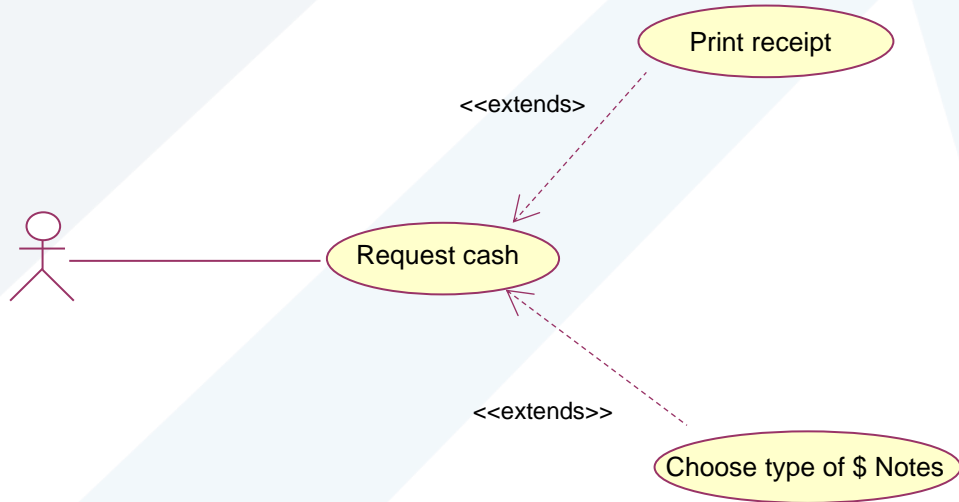 Print receipt
<<extends>
Request cash
<<extends>>
Choose type of $ Notes